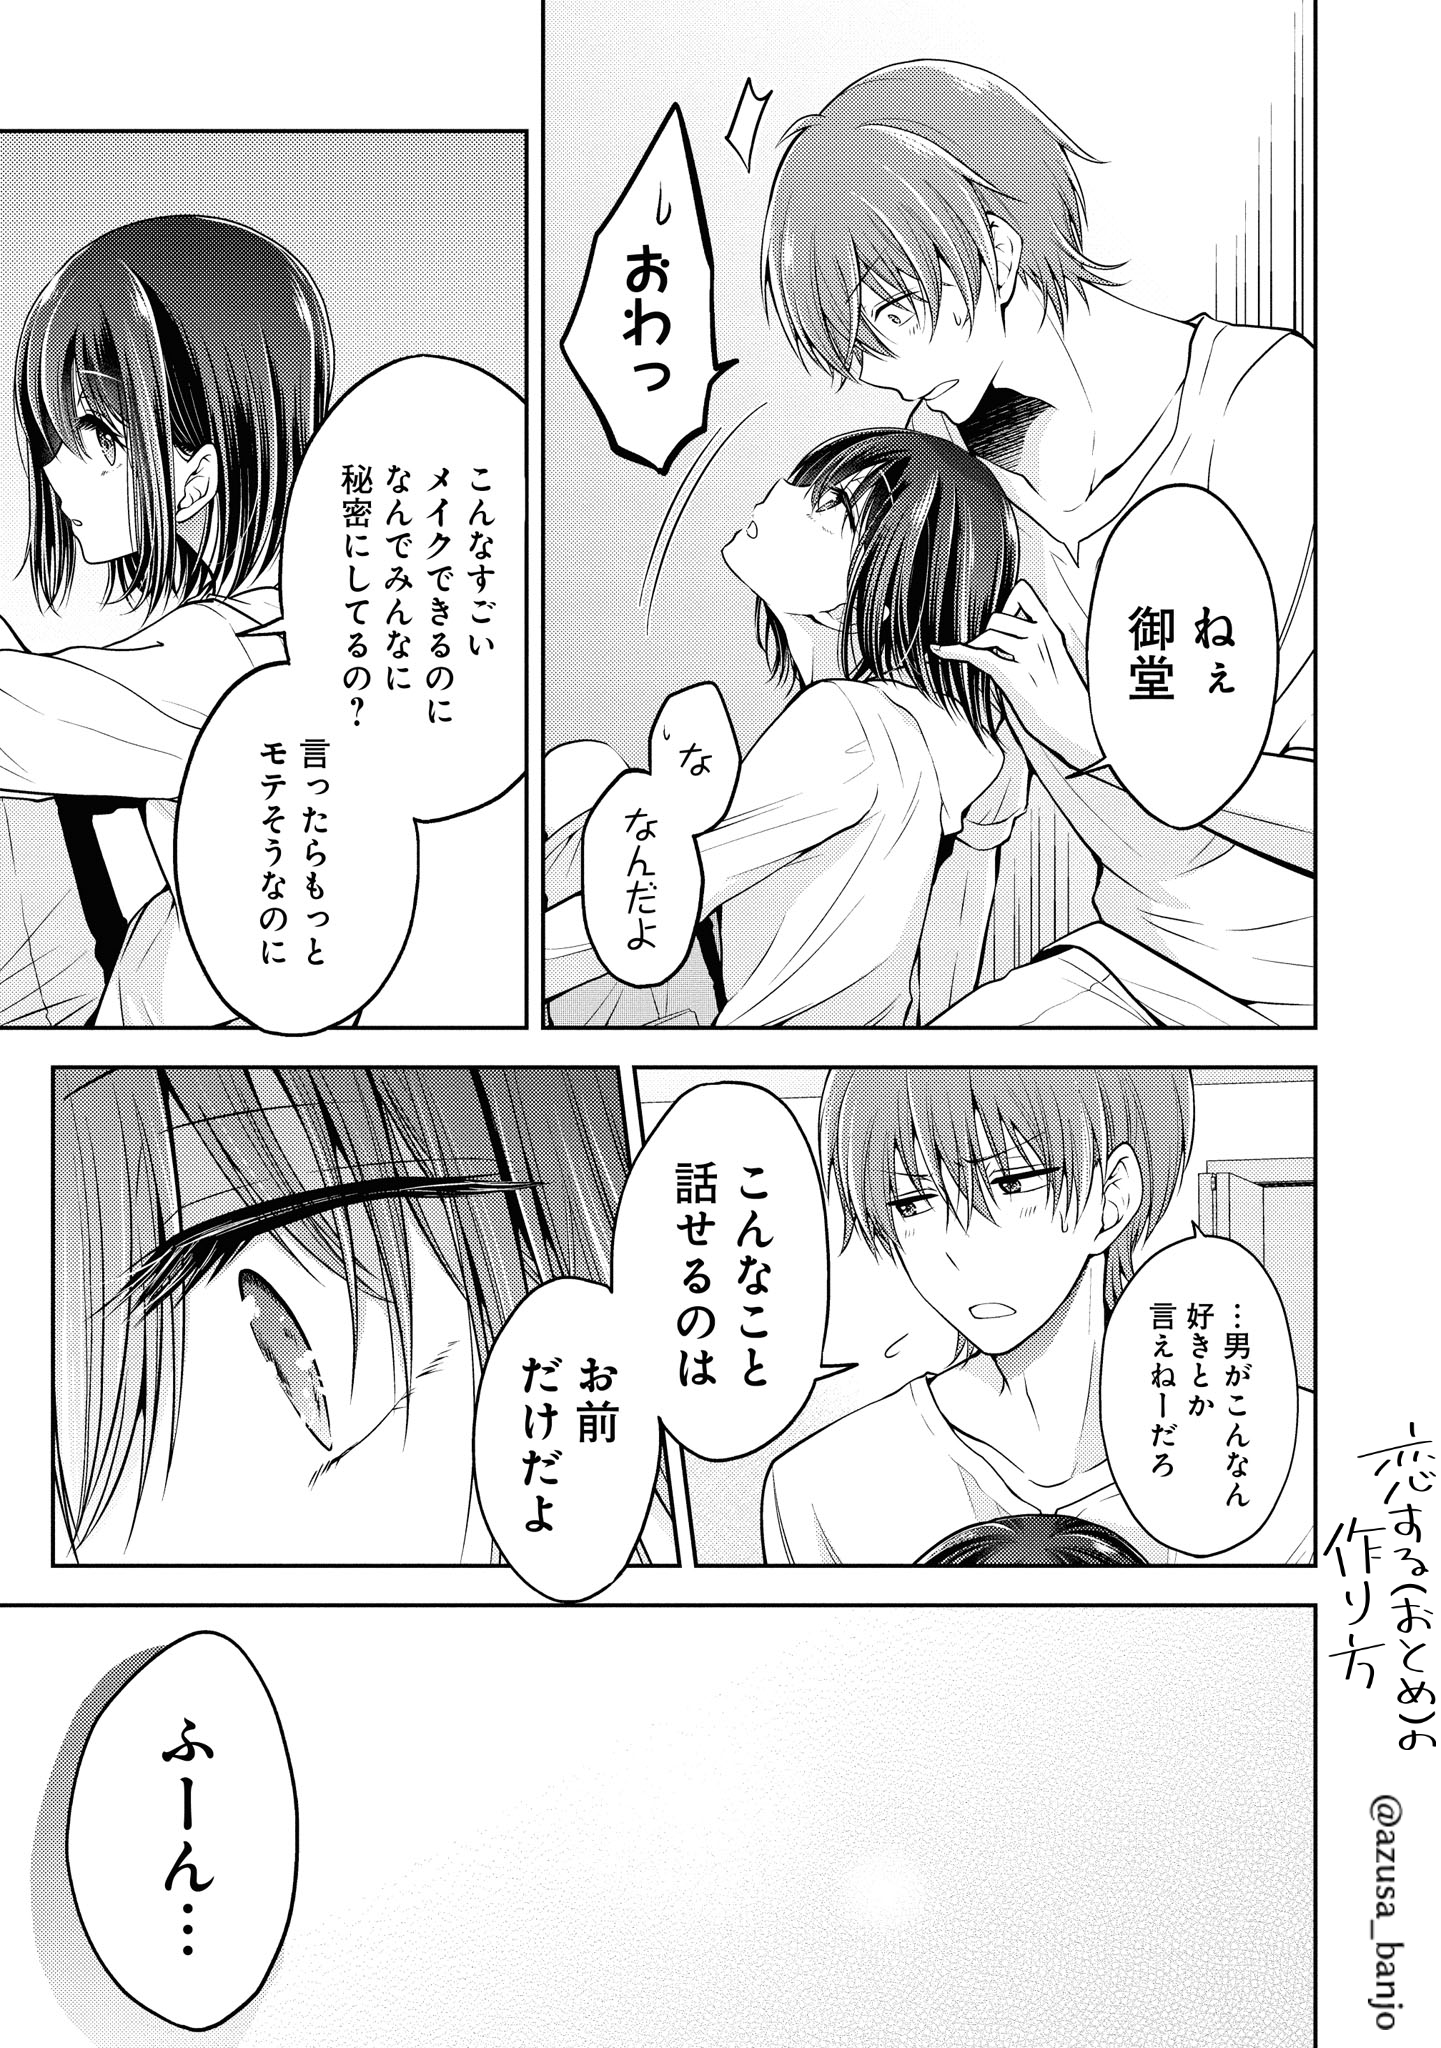 おわっ
ねぇ
御堂
な
なんだよ
こんなすごい
メイクできるのに
なんでみんなに
秘密にしてるの?
言ったらもっと
モテそうなのに
…男がこんなん
好きとか
言えねーだろ
こんなこと
話せるのは
お前
だけだよ
ふーん…
恋する(おとめ)の
作り方
@azusa_banjo